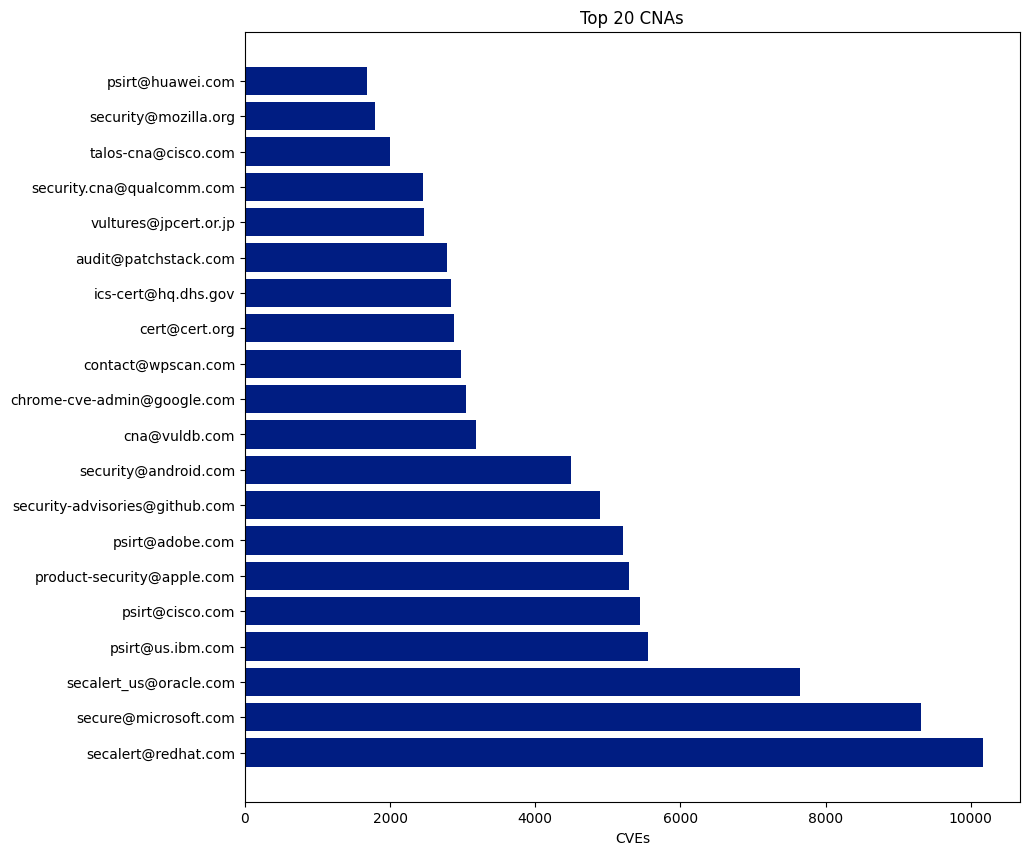 Top 20 CNAs
psirt@huawei.com
security@mozilla.org
talos-cna@cisco.com
security.cna@qualcomm.com
vultures@jpcert.or.jp
audit@patchstack.com
ics-cert@hq.dhs.gov
cert@cert.org
contact@wpscan.com
chrome-cve-admin@google.com
cna@vuldb.com
security@android.com
security-advisories@github.com
psirt@adobe.com
product-security@apple.com
psirt@cisco.com
psirt@us.ibm.com
secalert_us@oracle.com
secure@microsoft.com
secalert@redhat.com
0 2000 4000 6000 8000 10000
CVEs